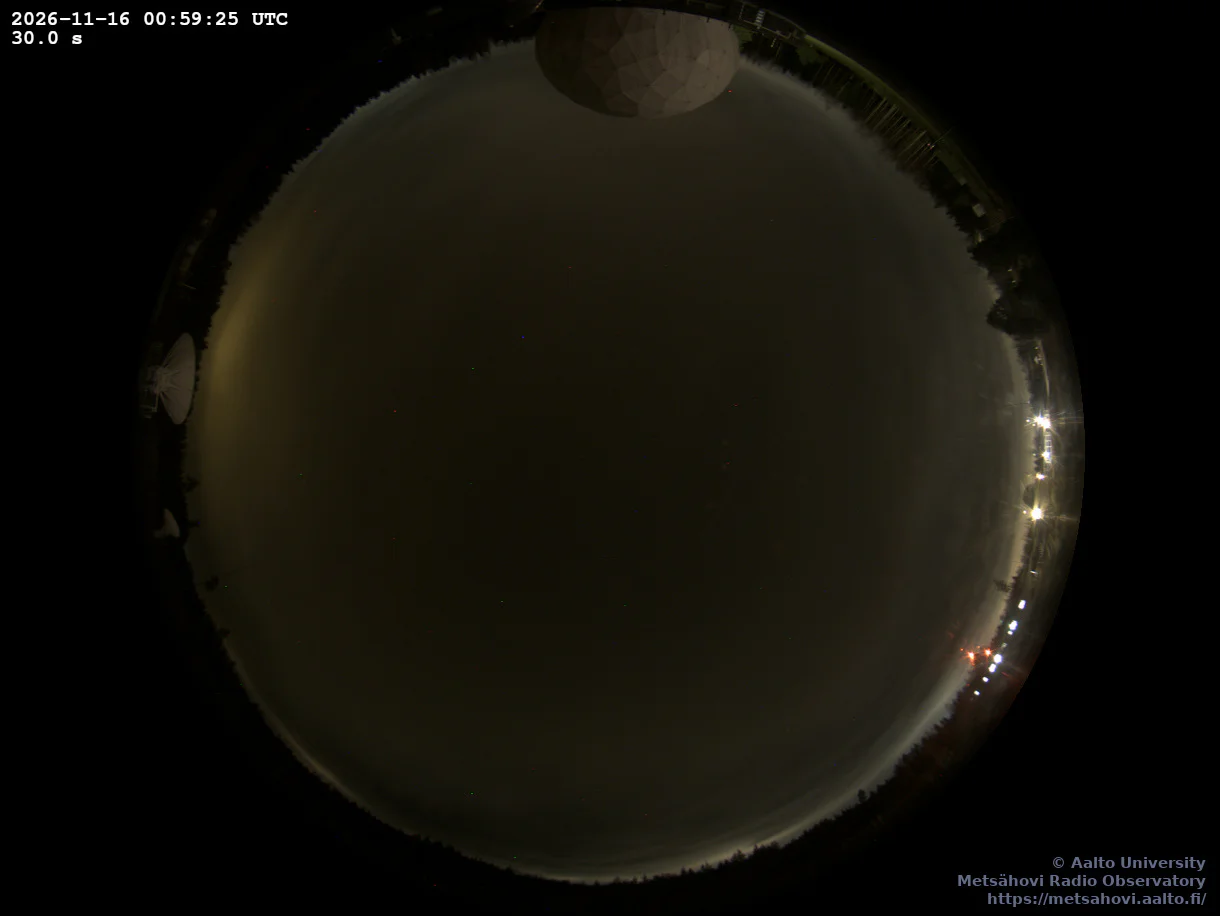 2026-11-16 00:59:25 UTC
30.0 s
© Aalto University
Metsähovi Radio Observatory
https://metsahovi.aalto.fi/